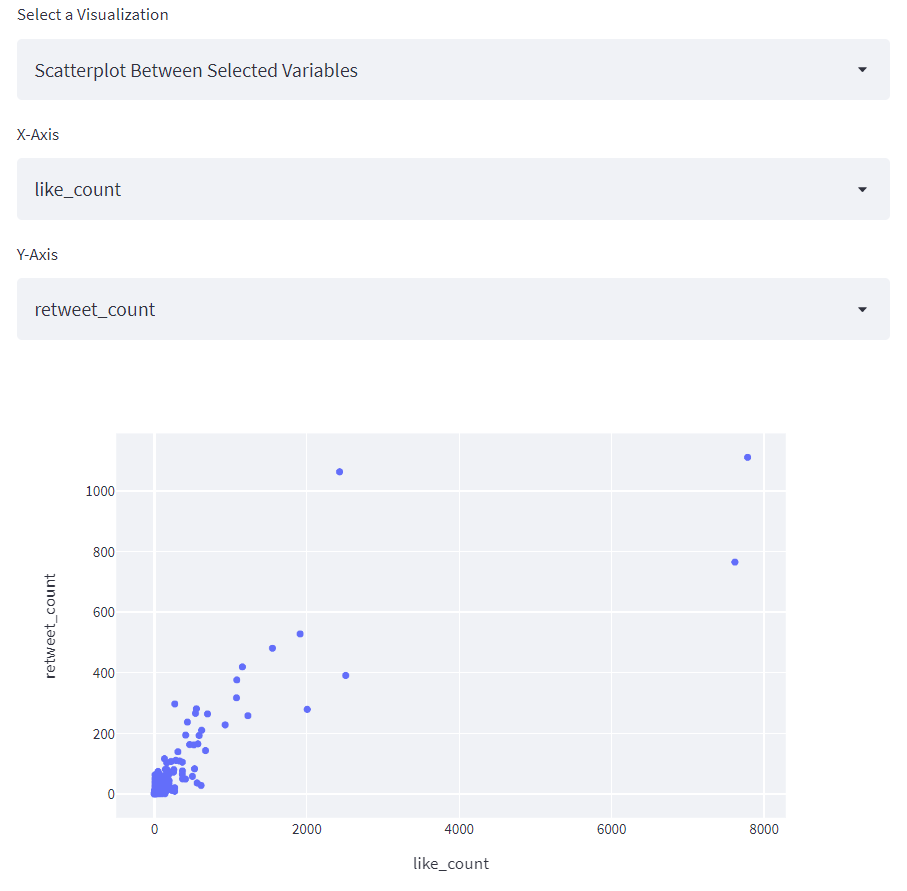 Select a Visualization
Scatterplot Between Selected Variables
X-Axis
like_count
Y-Axis
retweet_count
1000
800
600
400
200
0
retweet_count
0 2000 4000 6000 8000
like_count